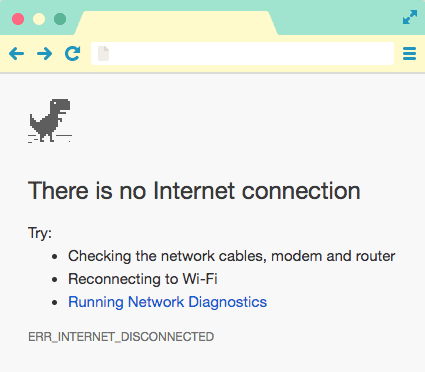 There is no Internet connection
Try:
• Checking the network cables, modem and router
• Reconnecting to Wi-Fi
• Running Network Diagnostics
ERR_INTERNET_DISCONNECTED